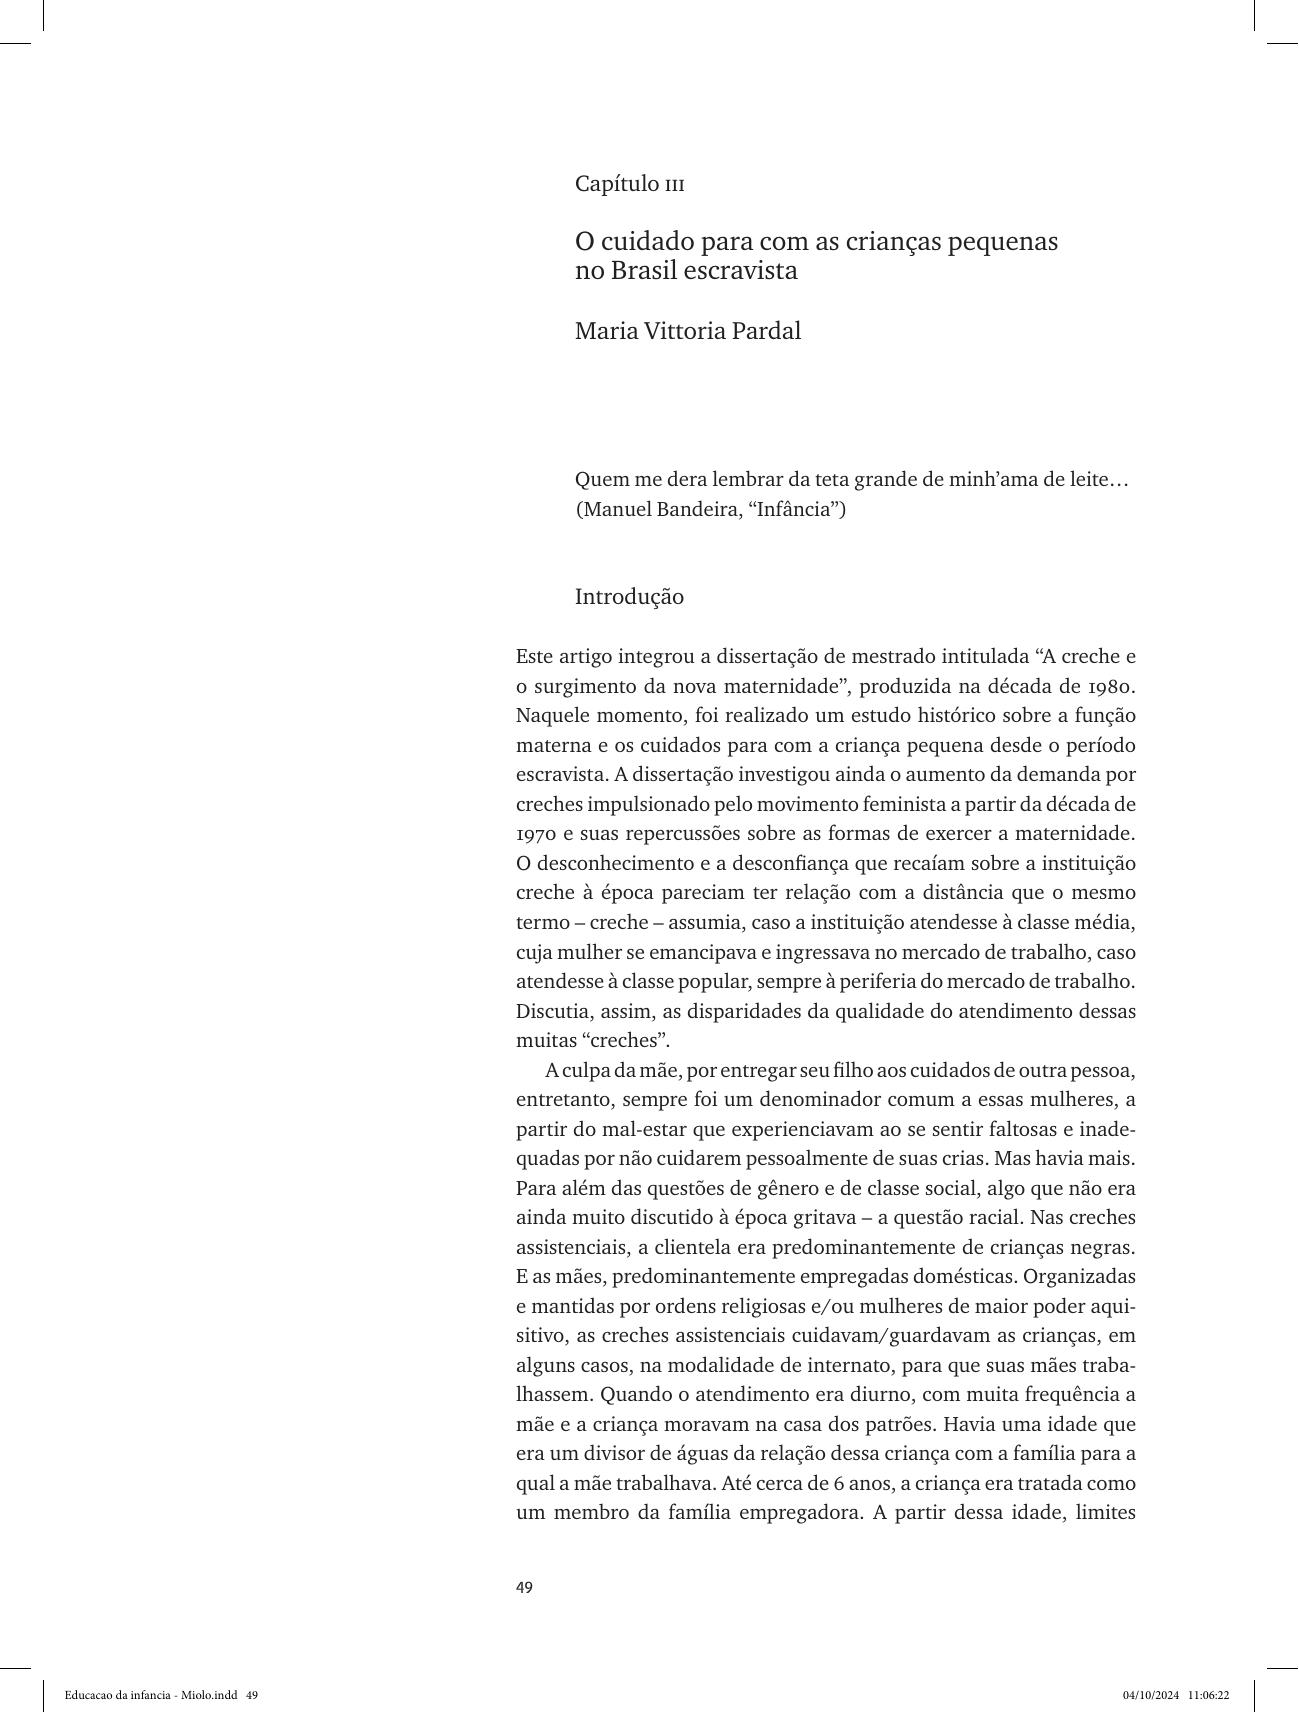 Capítulo III
O cuidado para com as crianças pequenas
no Brasil escravista
Maria Vittoria Pardal
Quem me dera lembrar da teta grande de minh’ama de leite…
(Manuel Bandeira, “Infância”)
Introdução
Este artigo integrou a dissertação de mestrado intitulada “A creche e
o surgimento da nova maternidade”, produzida na década de 1980.
Naquele momento, foi realizado um estudo histórico sobre a função
materna e os cuidados para com a criança pequena desde o período
escravista. A dissertação investigou ainda o aumento da demanda por
creches impulsionado pelo movimento feminista a partir da década de
1970 e suas repercussões sobre as formas de exercer a maternidade.
O desconhecimento e a desconfiança que recaíam sobre a instituição
creche à época pareciam ter relação com a distância que o mesmo
termo – creche – assumia, caso a instituição atendesse à classe média,
cuja mulher se emancipava e ingressava no mercado de trabalho, caso
atendesse à classe popular, sempre à periferia do mercado de trabalho.
Discutia, assim, as disparidades da qualidade do atendimento dessas
muitas “creches”.
A culpa da mãe, por entregar seu filho aos cuidados de outra pessoa,
entretanto, sempre foi um denominador comum a essas mulheres, a
partir do mal-estar que experienciavam ao se sentir faltosas e inade-
quadas por não cuidarem pessoalmente de suas crias. Mas havia mais.
Para além das questões de gênero e de classe social, algo que não era
ainda muito discutido à época gritava – a questão racial. Nas creches
assistenciais, a clientela era predominantemente de crianças negras.
E as mães, predominantemente empregadas domésticas. Organizadas
e mantidas por ordens religiosas e/ou mulheres de maior poder aqui-
sitivo, as creches assistenciais cuidavam/guardavam as crianças, em
alguns casos, na modalidade de internato, para que suas mães traba-
lhassem. Quando o atendimento era diurno, com muita frequência a
mãe e a criança moravam na casa dos patrões. Havia uma idade que
era um divisor de águas da relação dessa criança com a família para a
qual a mãe trabalhava. Até cerca de 6 anos, a criança era tratada como
um membro da família empregadora. A partir dessa idade, limites
49
Educacao da infancia - Miolo.indd 49
04/10/2024 11:06:22